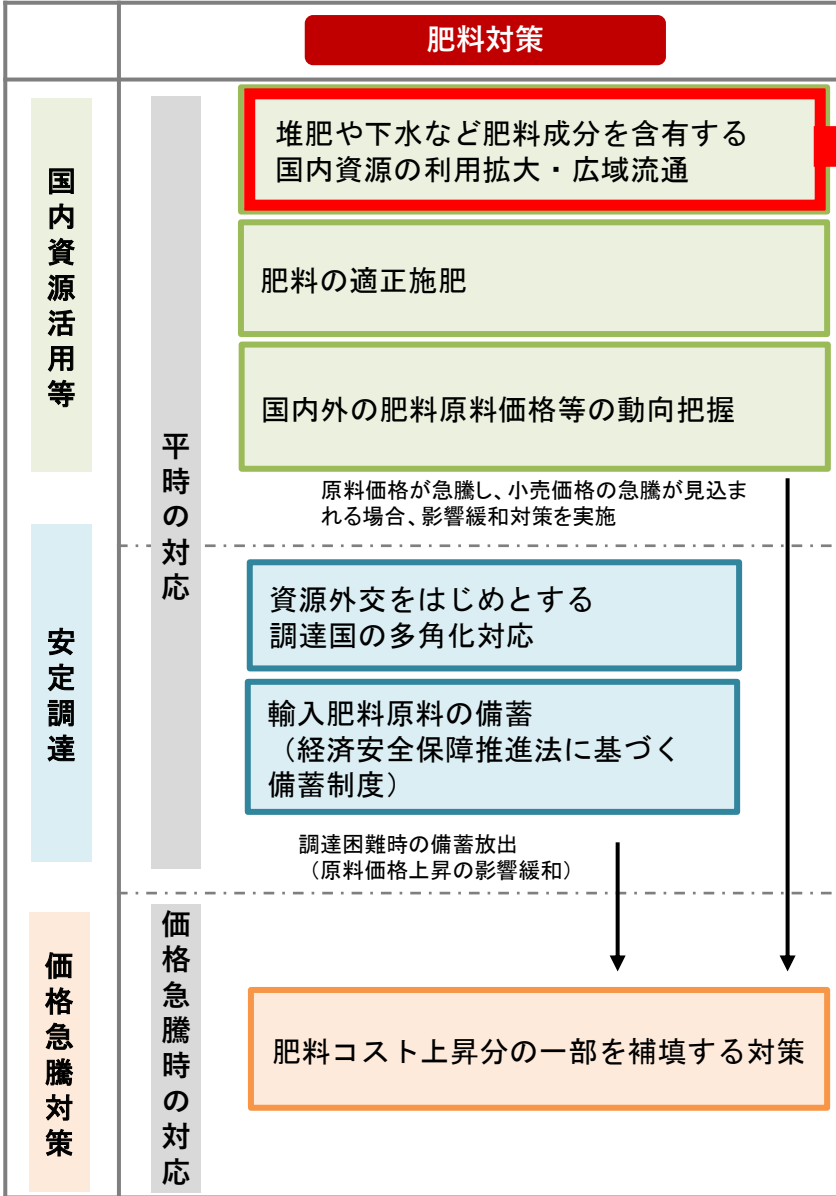 肥料対策
国内資源活用等
平時の対応
堆肥や下水など肥料成分を含有する
国内資源の利用拡大・広域流通
肥料の適正施肥
国内外の肥料原料価格等の動向把握
原料価格が急騰し、小売価格の急騰が見込ま
れる場合、影響緩和対策を実施
安定調達
資源外交をはじめとする
調達国の多角化対応
輸入肥料原料の備蓄
（経済安全保障推進法に基づく
備蓄制度）
調達困難時の備蓄放出
（原料価格上昇の影響緩和）
価格急騰対策
価格急騰時の対応
肥料コスト上昇分の一部を補填する対策